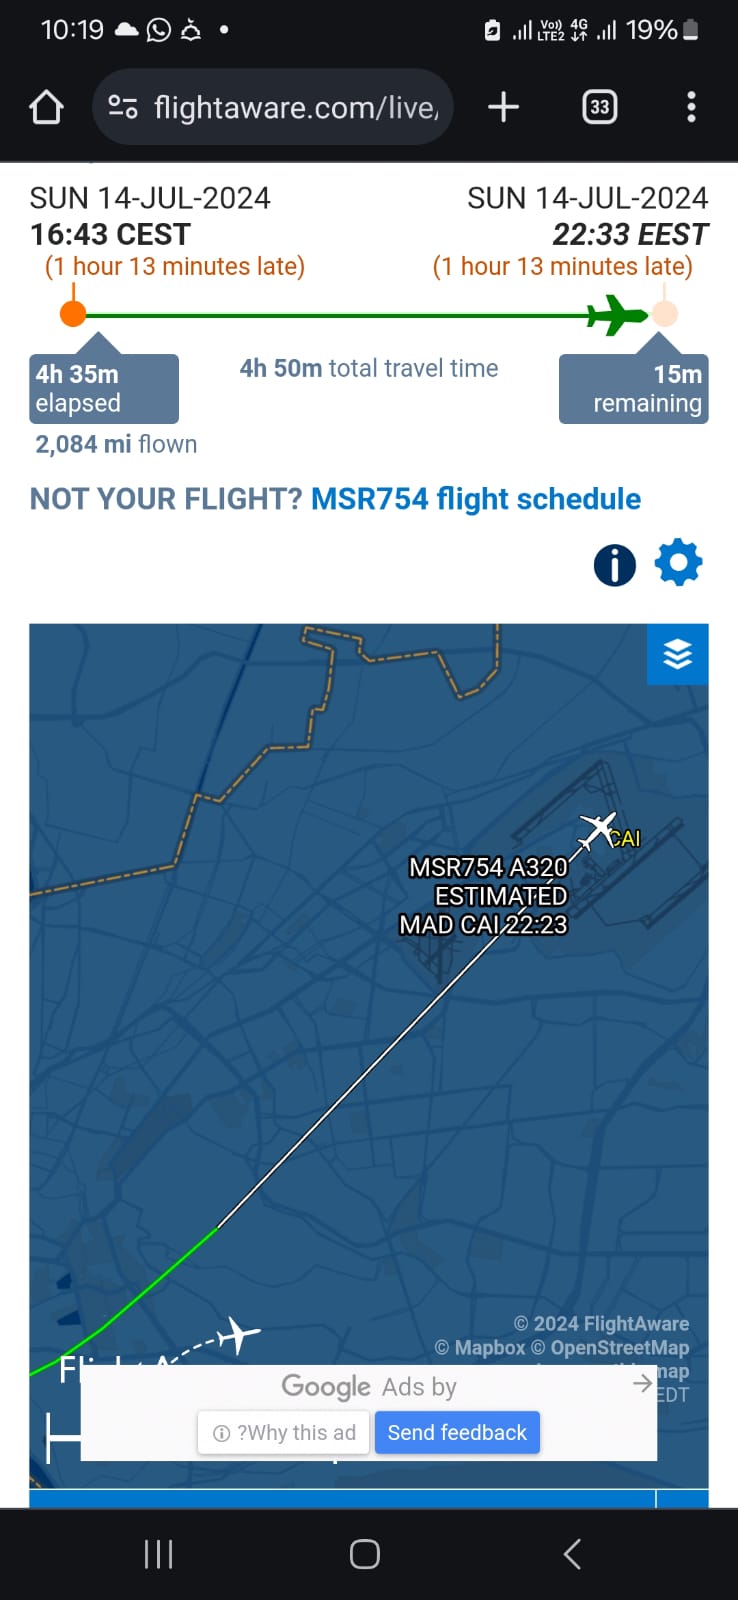 10:19
Vo)) 4G
LTE2
19%
flightaware.com/live/
33
SUN 14-JUL-2024
SUN 14-JUL-2024
16:43 CEST
22:33 EEST
(1 hour 13 minutes late)
(1 hour 13 minutes late)
4h 35m
elapsed
4h 50m total travel time
15m
remaining
2,084 mi flown
NOT YOUR FLIGHT? MSR754 flight schedule
CAI
MSR754 A320
ESTIMATED
MAD CAI 22:23
© 2024 FlightAware
© Mapbox © OpenStreetMap
map
EDT
Google Ads by
?Why this ad
Send feedback